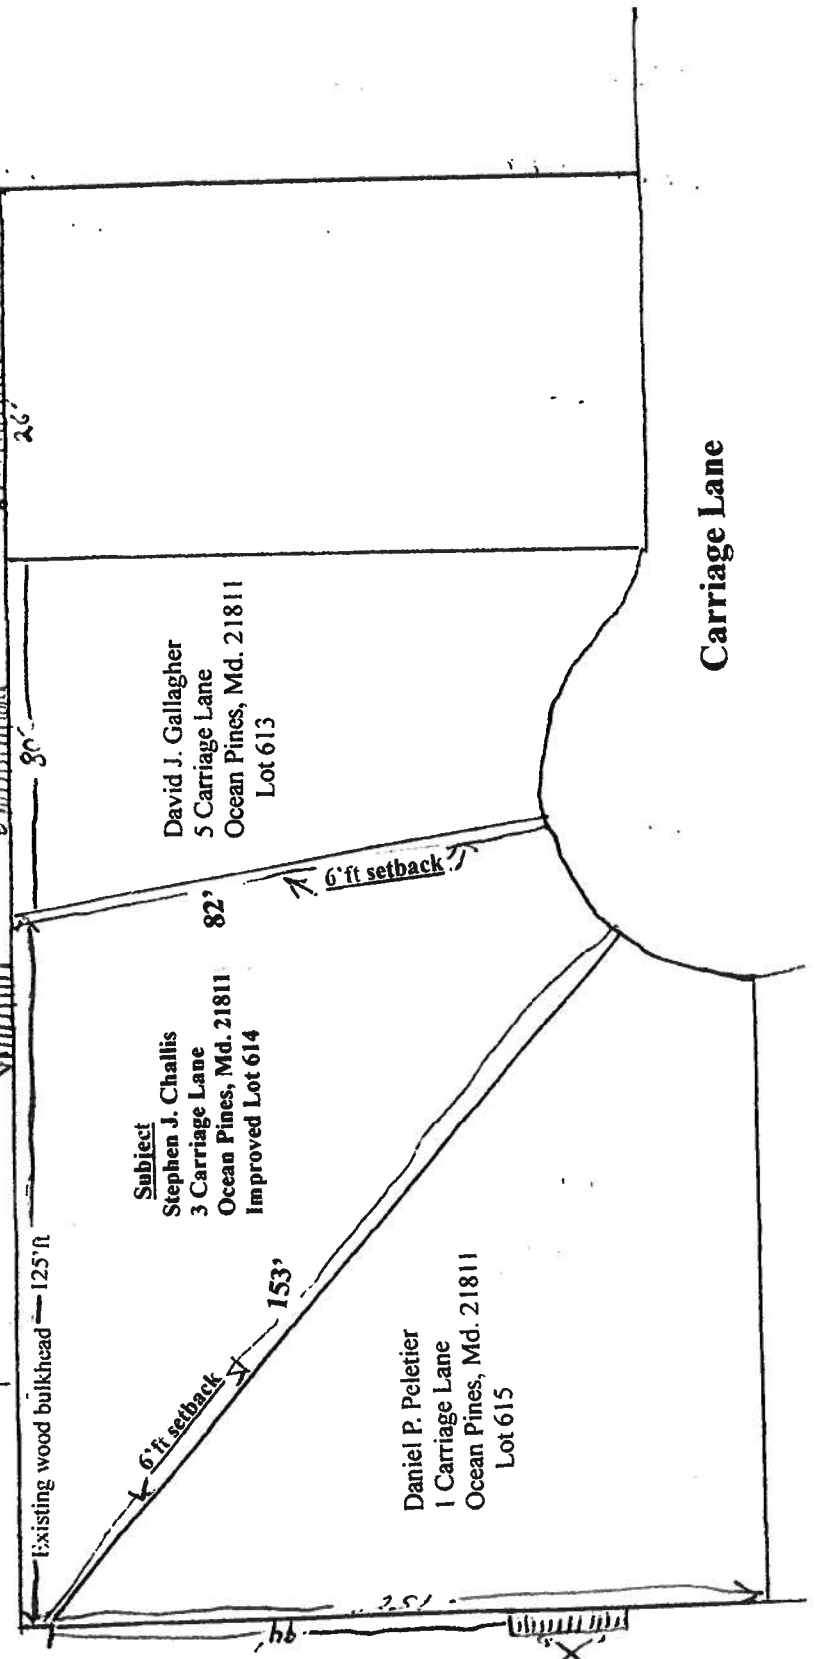 26'
80'
David J. Gallagher
5 Carriage Lane
Ocean Pines, Md. 21811
Lot 613
Carriage Lane
6'ft setback
82'
Subject
Stephen J. Challis
3 Carriage Lane
Ocean Pines, Md. 21811
Improved Lot 614
Existing wood bulkhead 125'ft
153'
6'ft setback
Daniel P. Peletier
1 Carriage Lane
Ocean Pines, Md. 21811
Lot 615
94'